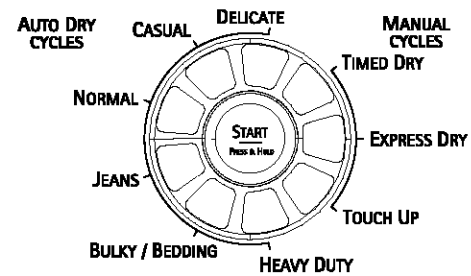 AUTO DRY
CYCLES
CASUAL
DELICATE
MANUAL
CYCLES
TIMED DRY
NORMAL
START
PRESS & HOLD
EXPRESS DRY
JEANS
TOUCH UP
BULKY / BEDDING
HEAVY DUTY